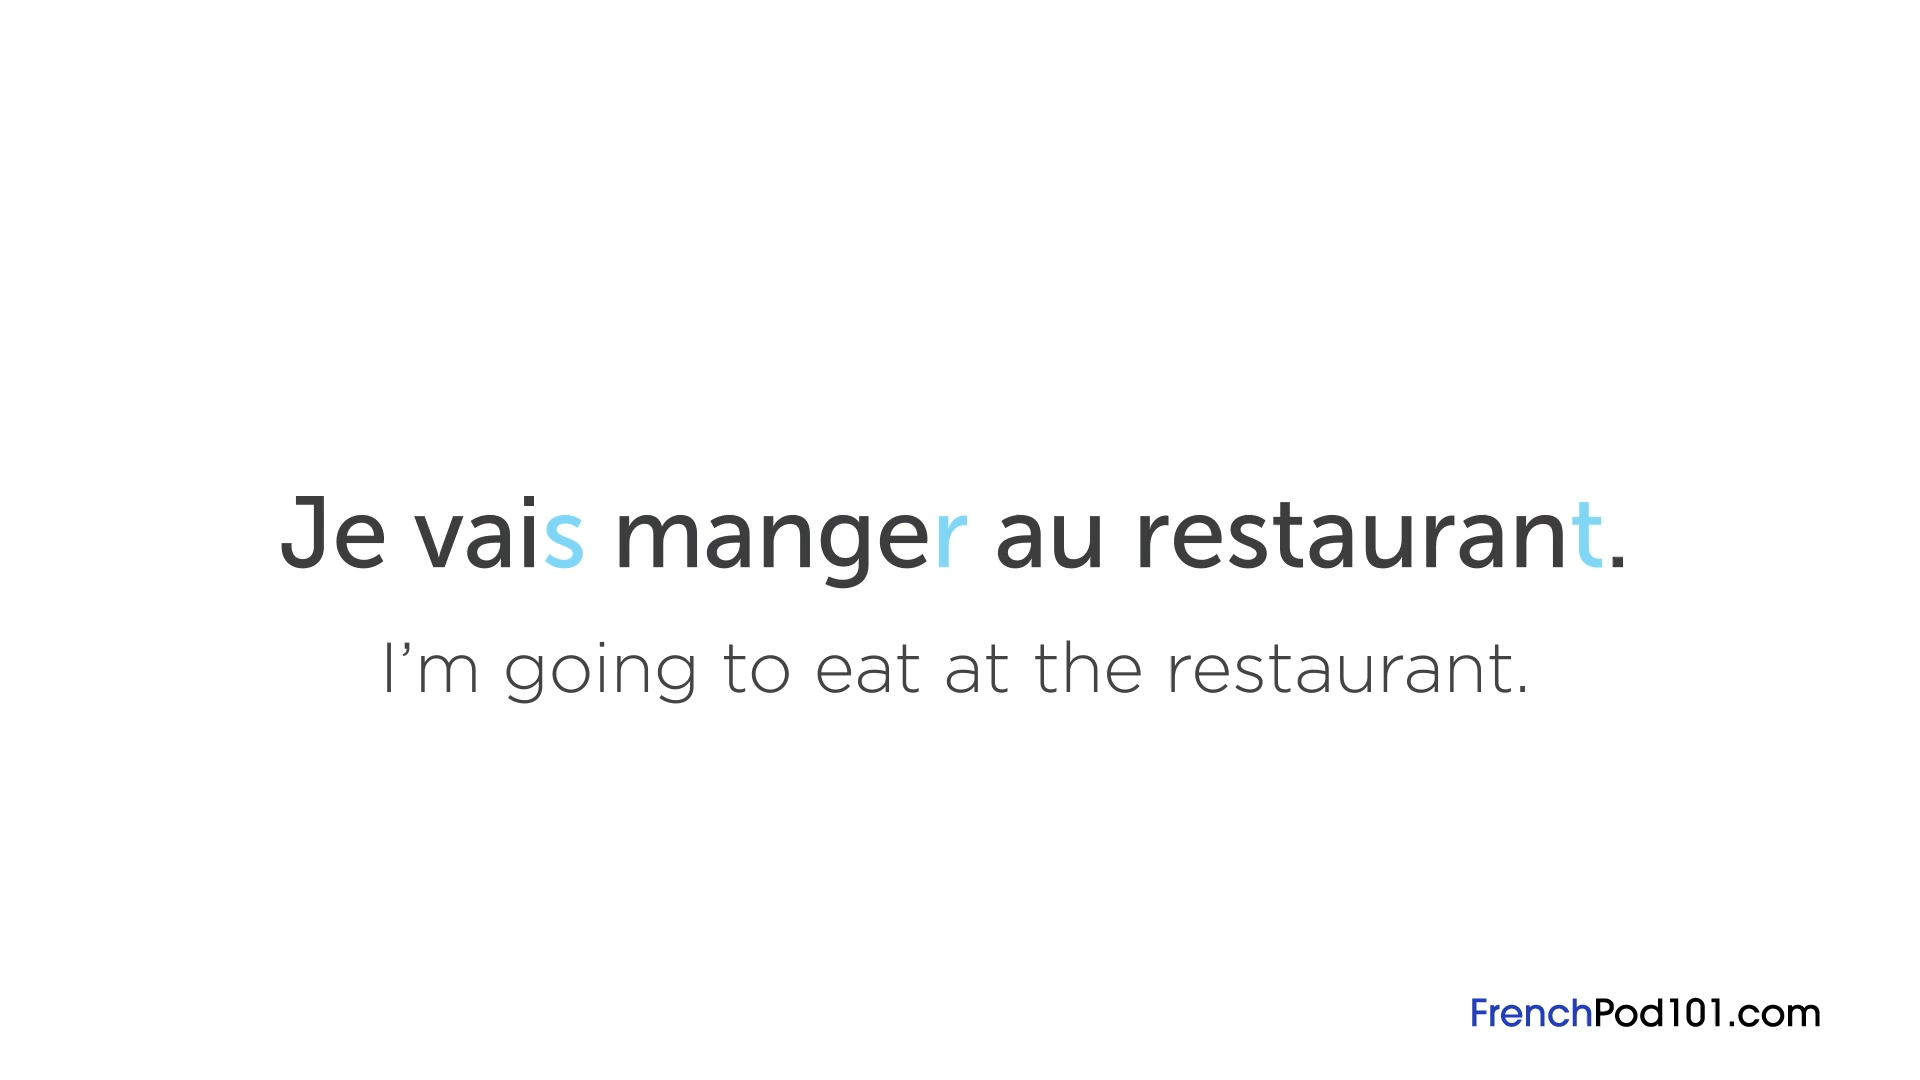 Je vais manger au restaurant.
I’m going to eat at the restaurant.
FrenchPod101.com